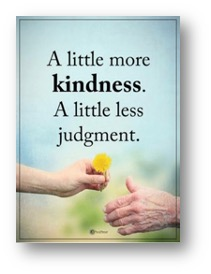 A little more
kindness.
A little less
judgment.